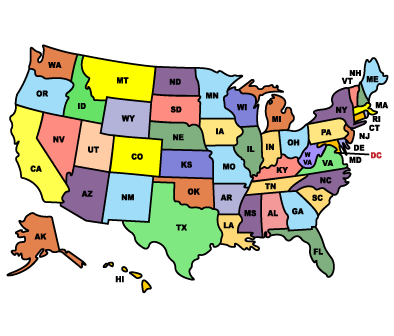 WA
MT
ND
MN
OR
ID
WY
SD
WI
MI
NY
VT
NH
ME
MA
RI
CT
NJ
DE
MD
DC
PA
NV
UT
CO
NE
IA
IL
IN
OH
W
VA
VA
CA
AZ
NM
KS
MO
KY
TN
NC
SC
OK
AR
TX
LA
MS
AL
GA
FL
AK
HI